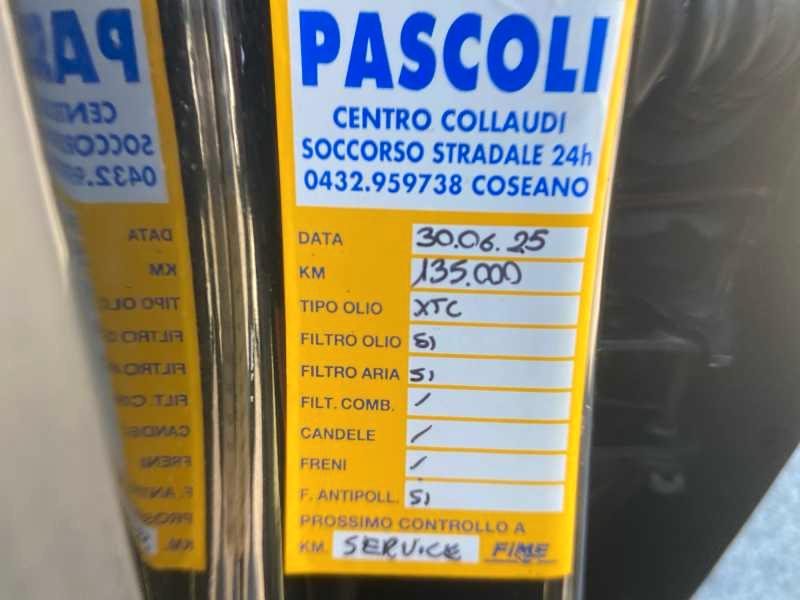 PASCOLI
CENTRO COLLAUDI
SOCCORSO STRADALE 24h
0432.959738 COSEANO
DATA 30.06.25
KM 135.000
TIPO OLIO XTC
FILTRO OLIO Si
FILTRO ARIA Si
FILT. COMB. /
CANDELE /
FRENI /
F. ANTIPOLL. Si
PROSSIMO CONTROLLO A
KM. SERVICE FIME